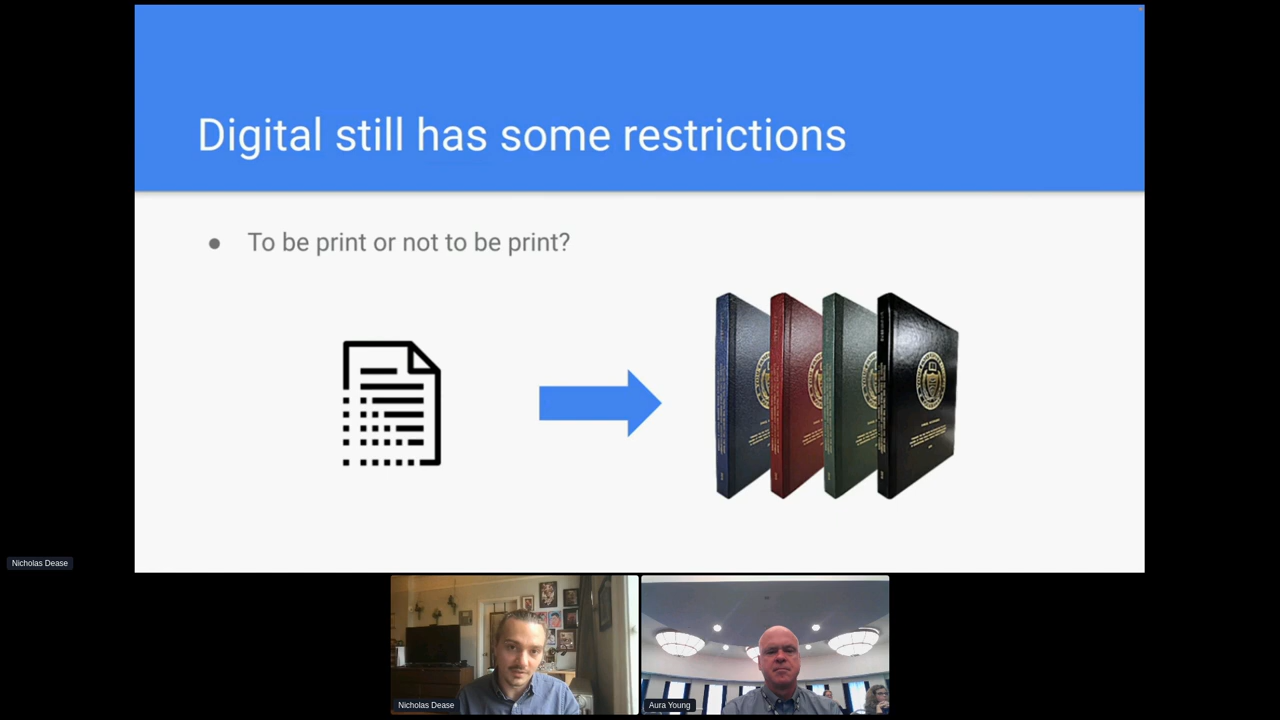 Digital still has some restrictions
● To be print or not to be print?
Nicholas Dease
Nicholas Dease
Aura Young